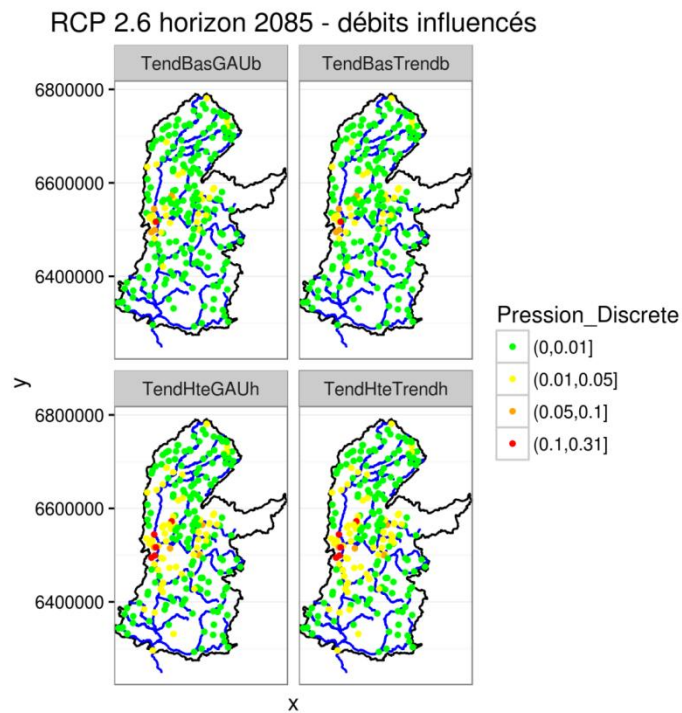 RCP 2.6 horizon 2085 - débits influencés
TendBasGAUb
TendBasTrendb
6800000
6600000
6400000
TendHteGAUh
TendHteTrendh
6800000
6600000
6400000
y
x
Pression_Discrete
(0,0.01]
(0.01,0.05]
(0.05,0.1]
(0.1,0.31]